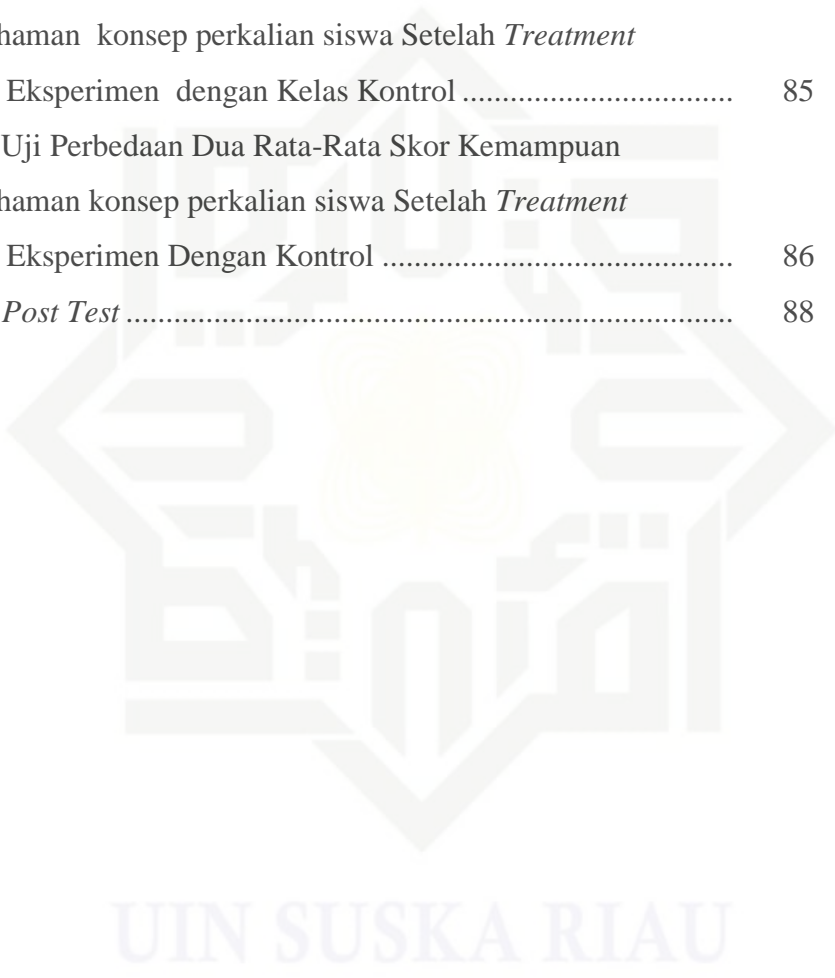 haman konsep perkalian siswa Setelah Treatment
Eksperimen dengan Kelas Kontrol ................................ 85
Uji Perbedaan Dua Rata-Rata Skor Kemampuan
haman konsep perkalian siswa Setelah Treatment
Eksperimen Dengan Kontrol ..................................... 86
Post Test ................................................................ 88
UIN SUSKA RIAU